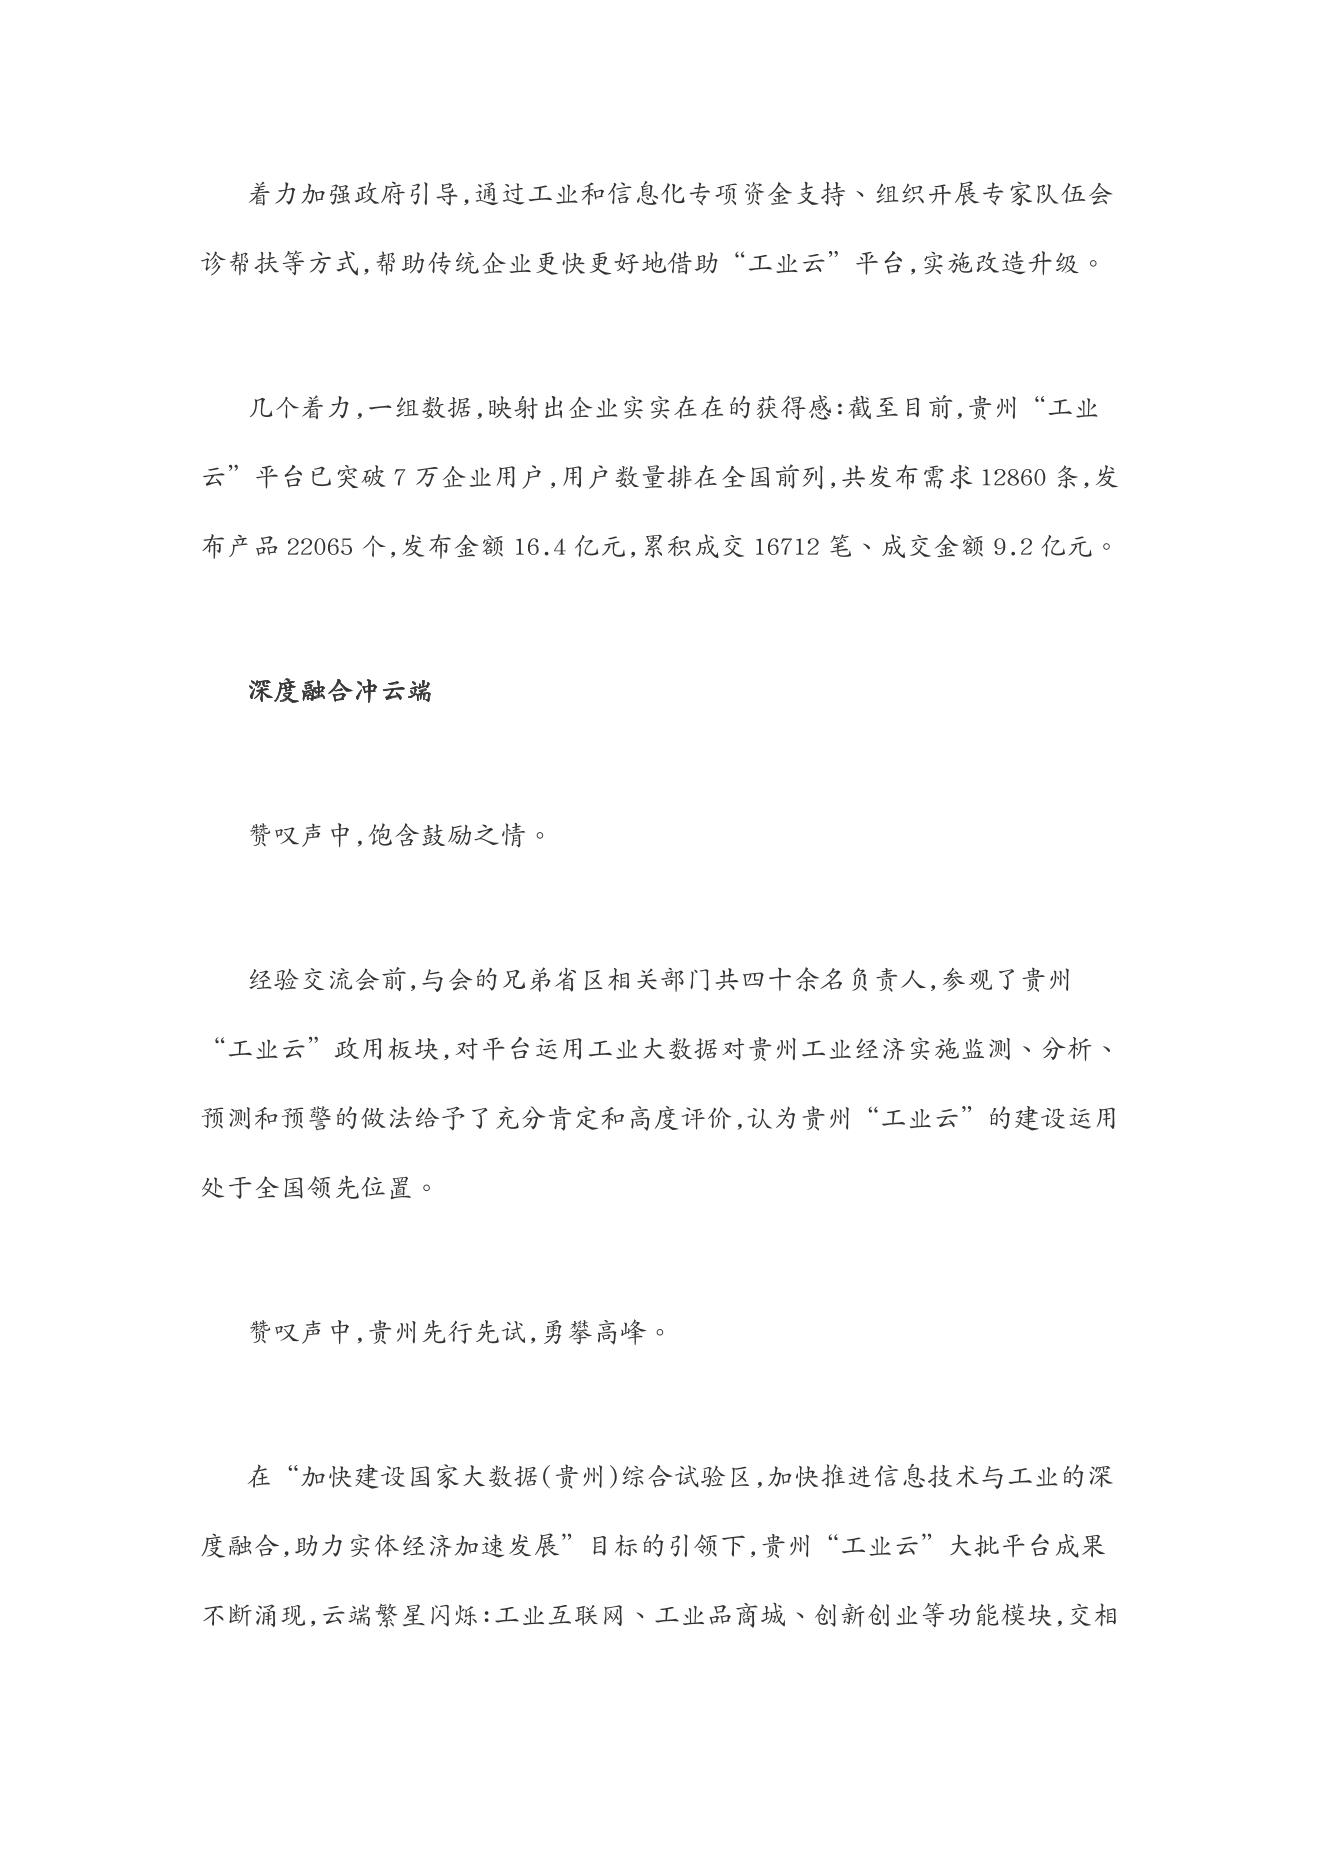 着力加强政府引导,通过工业和信息化专项资金支持、组织开展专家队伍会
诊帮扶等方式,帮助传统企业更快更好地借助“工业云”平台,实施改造升级。
几个着力,一组数据,映射出企业实实在在的获得感:截至目前,贵州“工业
云”平台已突破 7 万企业用户,用户数量排在全国前列,共发布需求 12860 条,发
布产品 22065 个,发布金额 16.4 亿元,累积成交 16712 笔、成交金额 9.2 亿元。
深度融合冲云端
赞叹声中,饱含鼓励之情。
经验交流会前,与会的兄弟省区相关部门共四十余名负责人,参观了贵州
“工业云”政用板块,对平台运用工业大数据对贵州工业经济实施监测、分析、
预测和预警的做法给予了充分肯定和高度评价,认为贵州“工业云”的建设运用
处于全国领先位置。
赞叹声中,贵州先行先试,勇攀高峰。
在“加快建设国家大数据(贵州)综合试验区,加快推进信息技术与工业的深
度融合,助力实体经济加速发展”目标的引领下,贵州“工业云”大批平台成果
不断涌现,云端繁星闪烁:工业互联网、工业品商城、创新创业等功能模块,交相